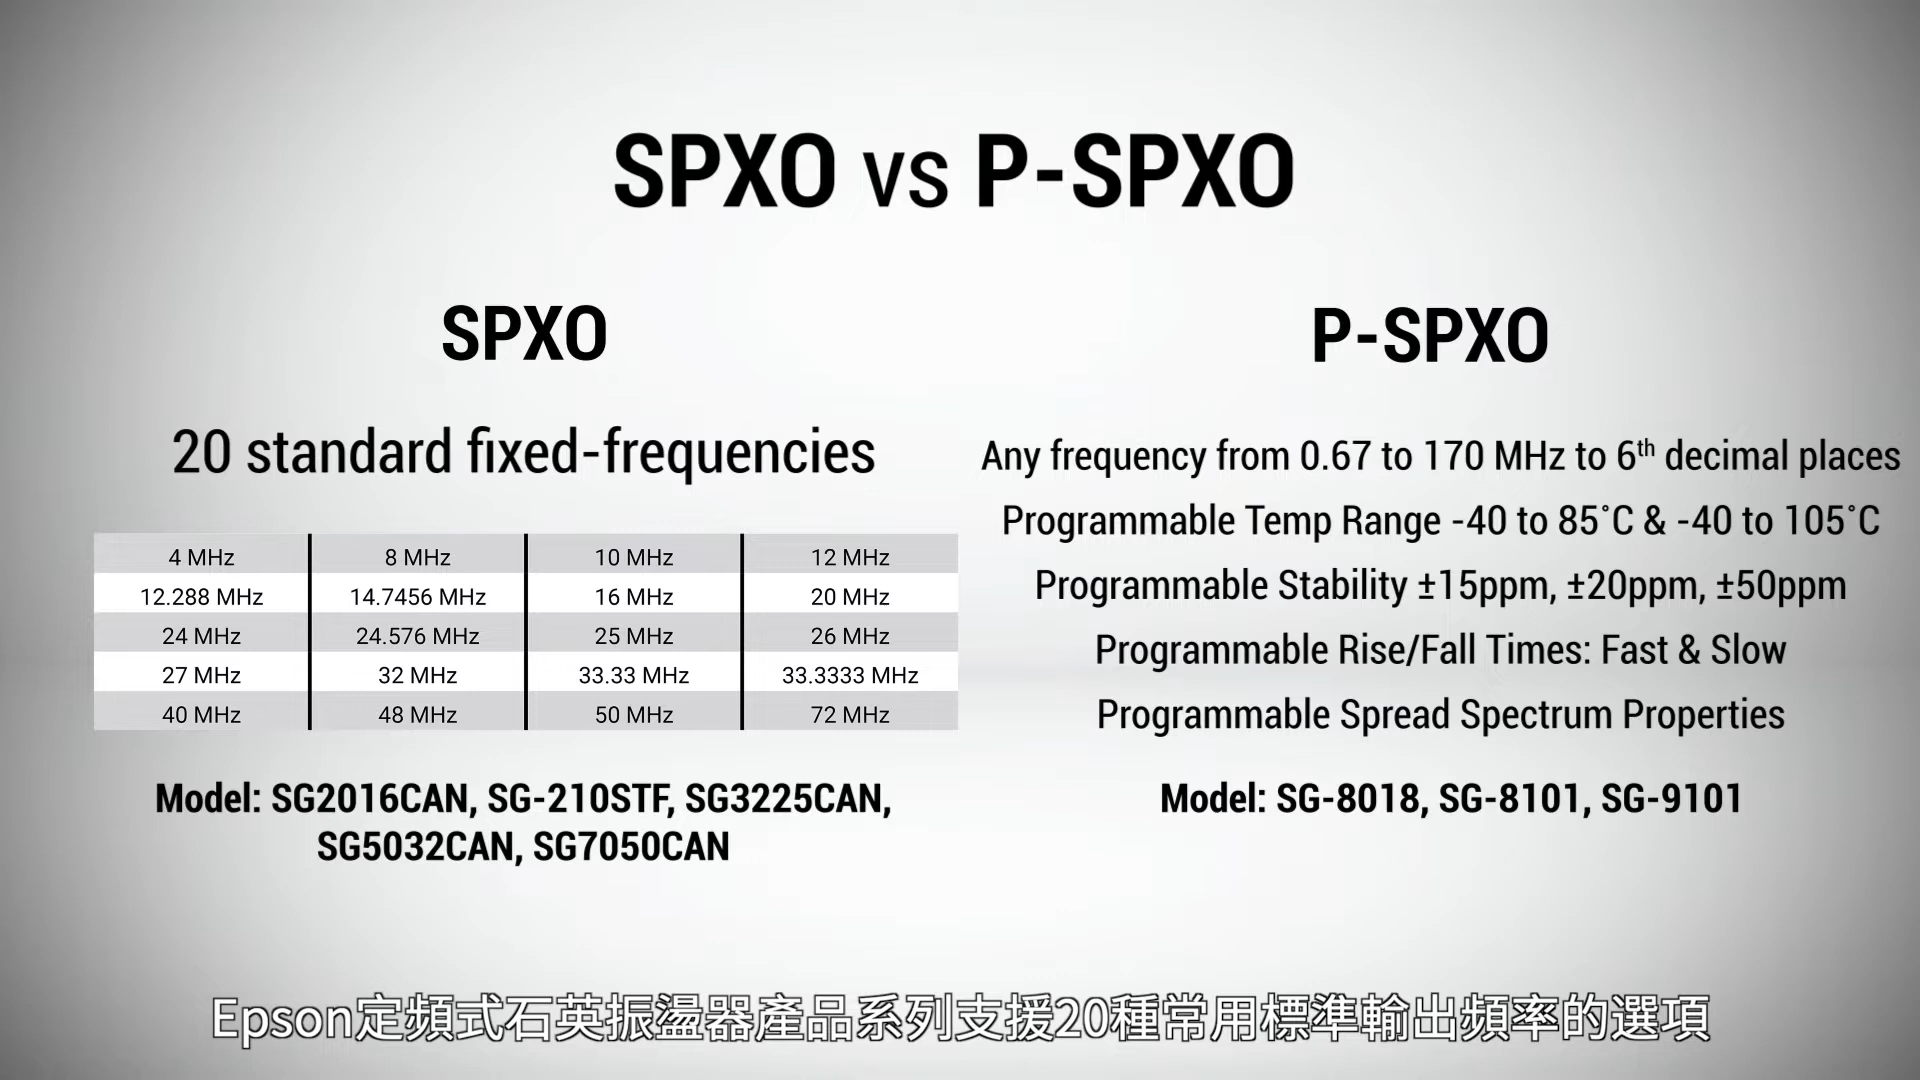 SPXO vs P-SPXO
SPXO
20 standard fixed-frequencies
4 MHz 8 MHz 10 MHz 12 MHz
12.288 MHz 14.7456 MHz 16 MHz 20 MHz
24 MHz 24.576 MHz 25 MHz 26 MHz
27 MHz 32 MHz 33.33 MHz 33.3333 MHz
40 MHz 48 MHz 50 MHz 72 MHz
Model: SG2016CAN, SG-210STF, SG3225CAN,
SG5032CAN, SG7050CAN
P-SPXO
Any frequency from 0.67 to 170 MHz to 6th decimal places
Programmable Temp Range -40 to 85˚C & -40 to 105˚C
Programmable Stability ±15ppm, ±20ppm, ±50ppm
Programmable Rise/Fall Times: Fast & Slow
Programmable Spread Spectrum Properties
Model: SG-8018, SG-8101, SG-9101
Epson定頻式石英振盪器產品系列支援20種常用標準輸出頻率的選項